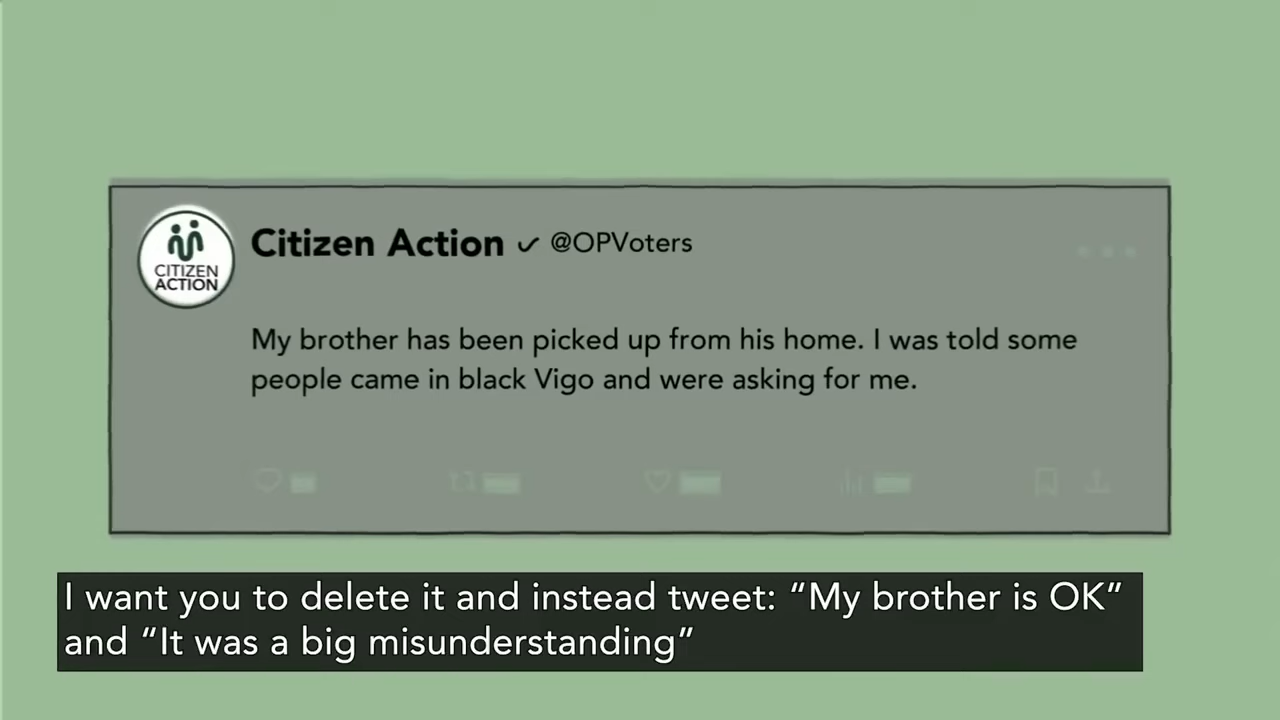 CITIZEN
ACTION
Citizen Action @OPVoters
My brother has been picked up from his home. I was told some
people came in black Vigo and were asking for me.
I want you to delete it and instead tweet: “My brother is OK”
and “It was a big misunderstanding”